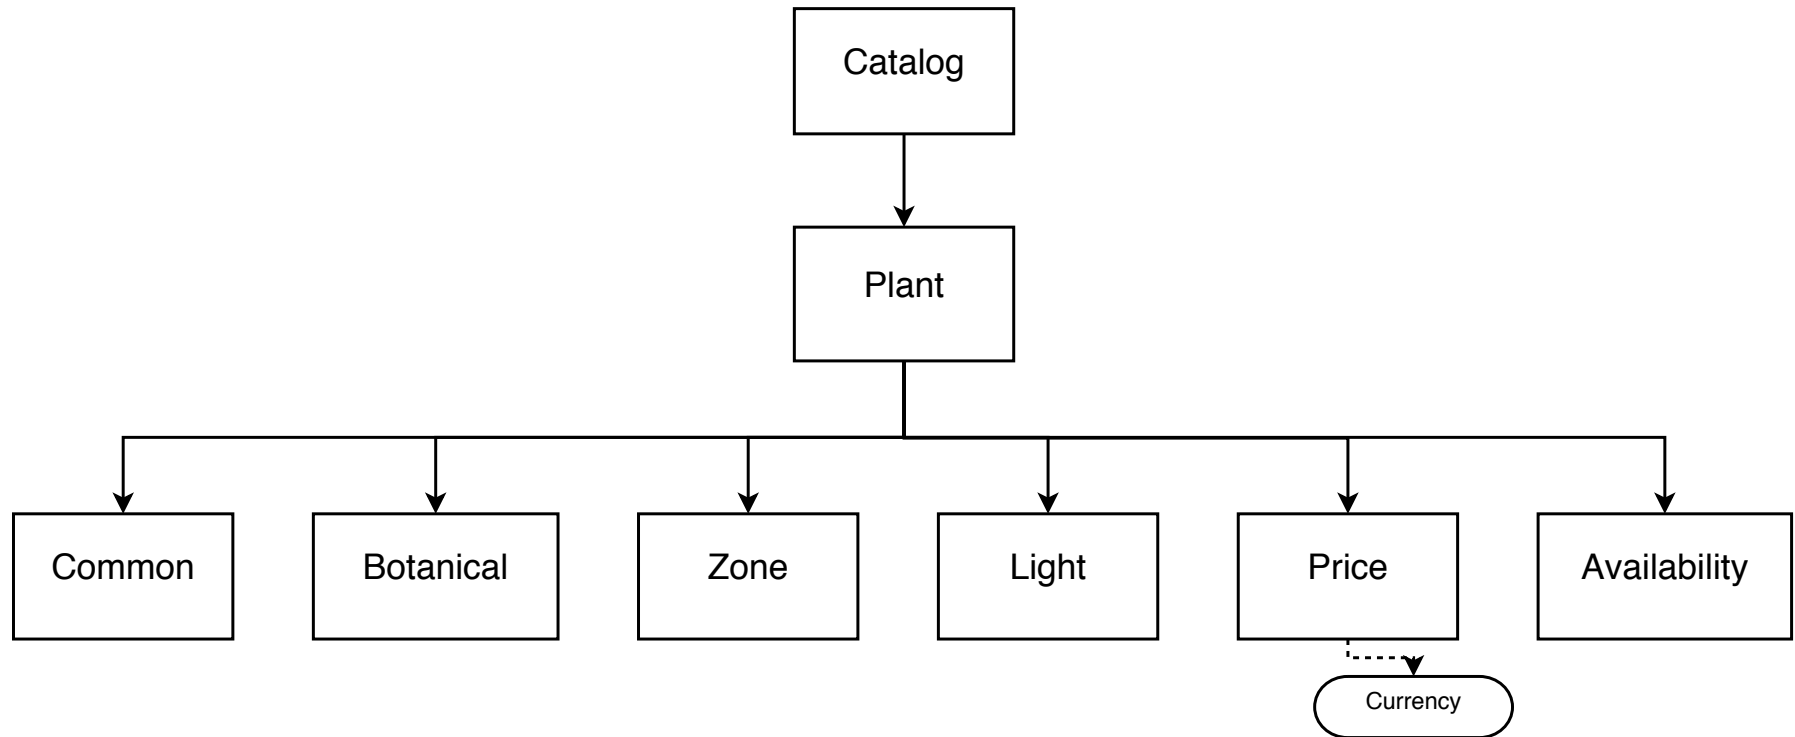 Catalog
Plant
Common
Botanical
Zone
Light
Price
Availability
Currency